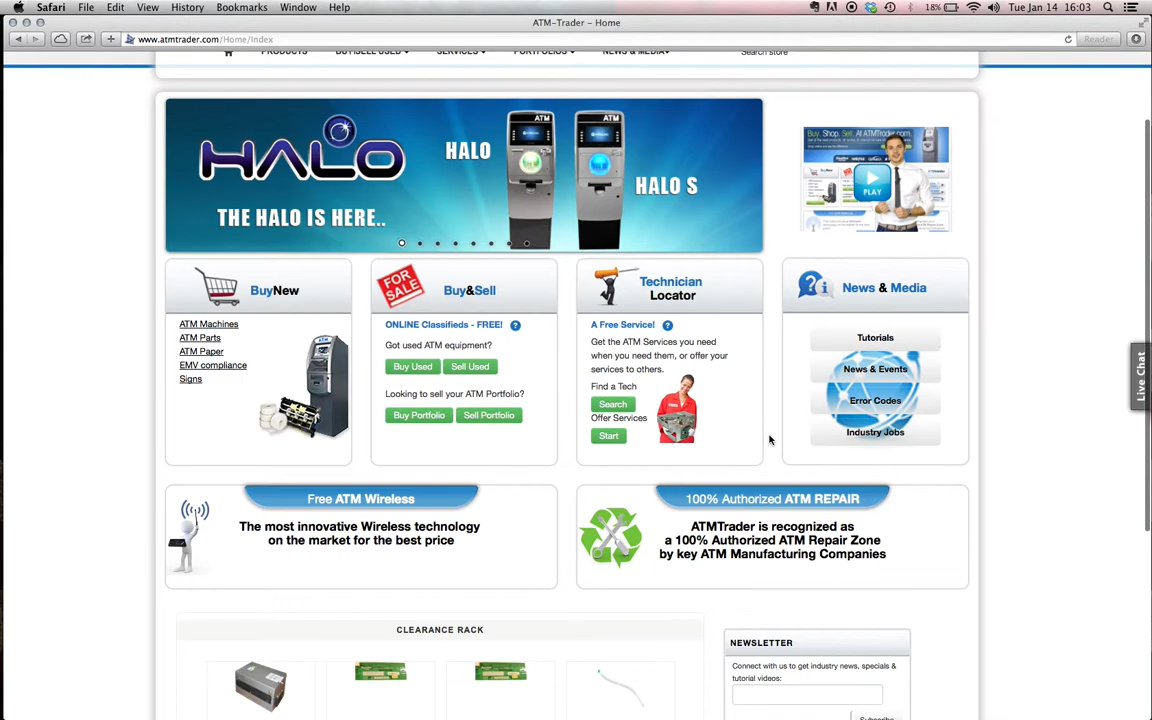 Safari File Edit View History Bookmarks Window Help 18% Tue Jan 14 16:03
ATM-Trader - Home
www.atmtrader.com/Home/Index Reader
PRODUCTS BUY/SELL USED SERVICES PORTFOLIOS NEWS & MEDIA Search store
HALO
THE HALO IS HERE..
HALO
ATM
ATM
HALO S
Buy. Shop. Sell. At ATMTrader.com.
PLAY
BuyNew
ATM Machines
ATM Parts
ATM Paper
EMV compliance
Signs
FOR SALE
Buy&Sell
ONLINE Classifieds - FREE! ?
Got used ATM equipment?
Buy Used Sell Used
Looking to sell your ATM Portfolio?
Buy Portfolio Sell Portfolio
Technician
Locator
A Free Service! ?
Get the ATM Services you need
when you need them, or offer your
services to others.
Find a Tech
Search
Offer Services
Start
News & Media
Tutorials
News & Events
Error Codes
Industry Jobs
Live Chat
Free ATM Wireless
The most innovative Wireless technology
on the market for the best price
100% Authorized ATM REPAIR
ATMTrader is recognized as
a 100% Authorized ATM Repair Zone
by key ATM Manufacturing Companies
CLEARANCE RACK
NEWSLETTER
Connect with us to get industry news, specials &
tutorial videos:
Subscribe